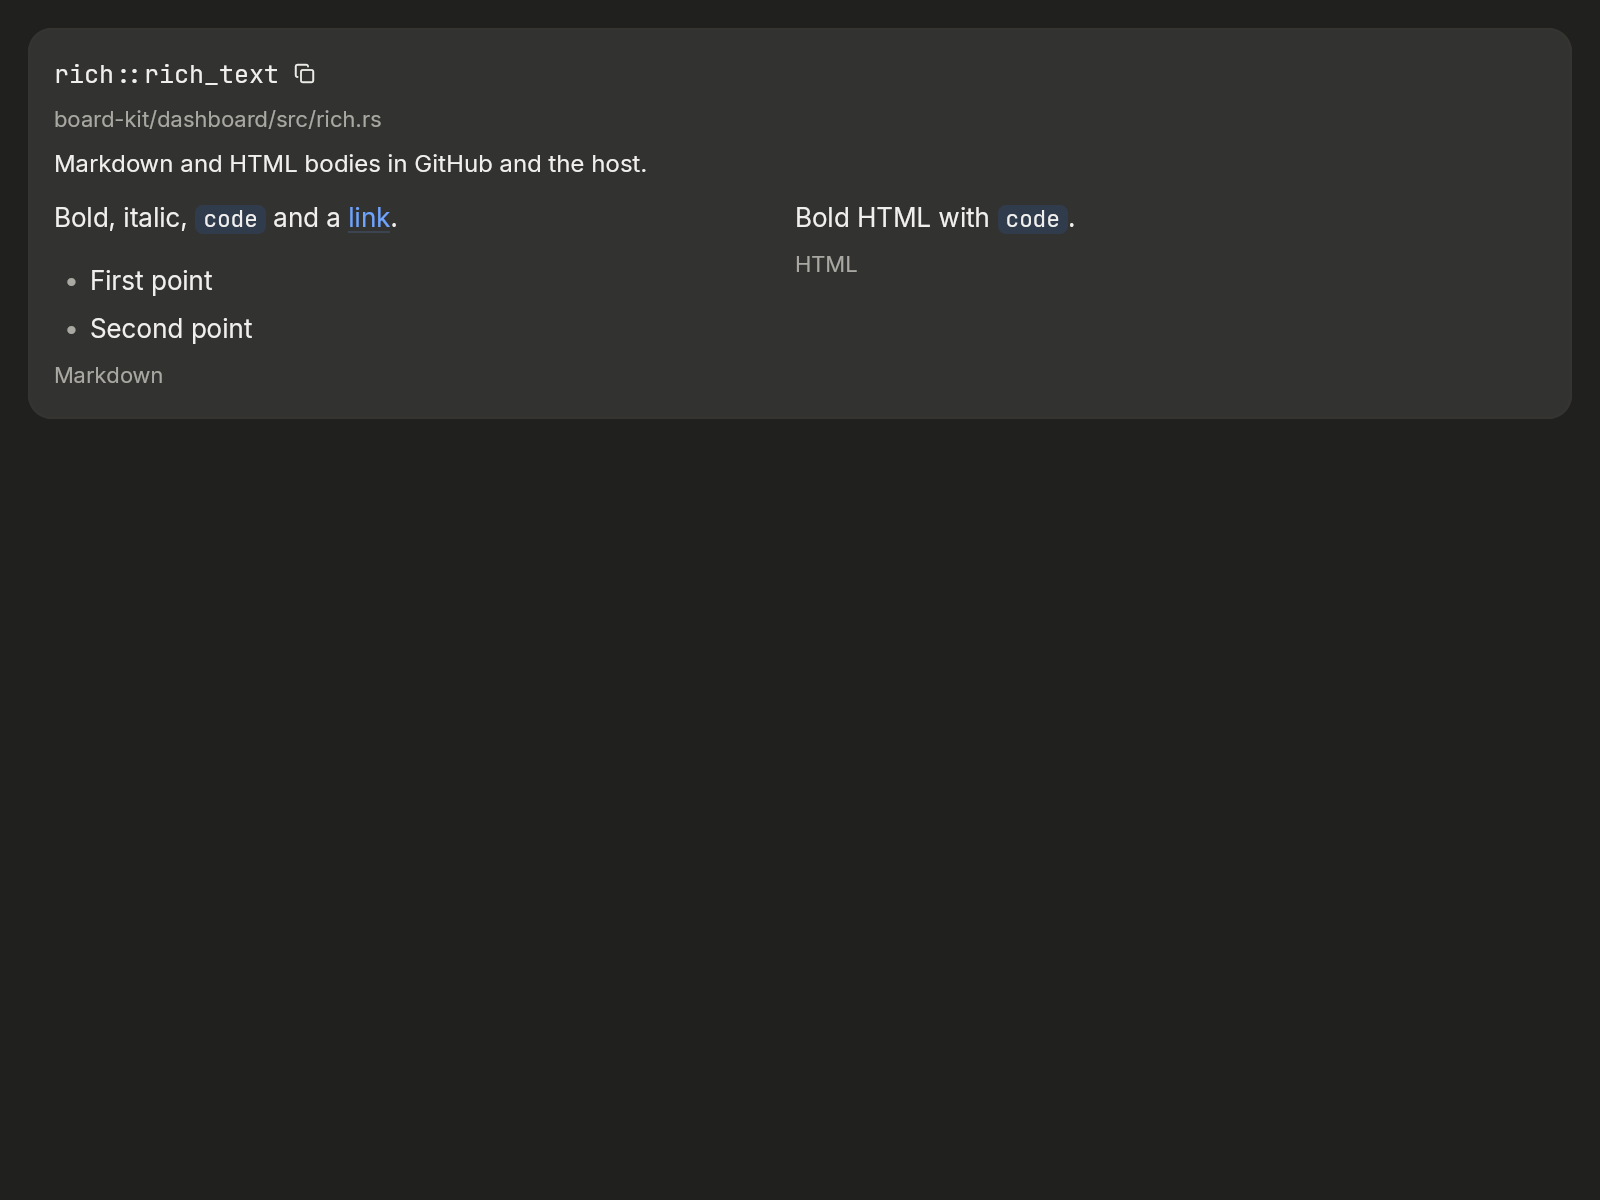 rich::rich_text
board-kit/dashboard/src/rich.rs
Markdown and HTML bodies in GitHub and the host.
Bold, italic, code and a link.
• First point
• Second point
Markdown
Bold HTML with code.
HTML